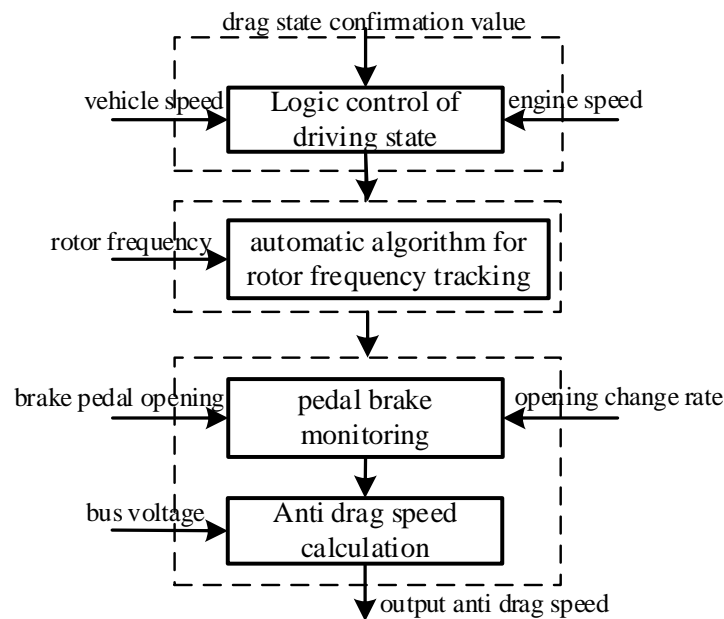 drag state confirmation value
vehicle speed
Logic control of
driving state
engine speed
rotor frequency
automatic algorithm for
rotor frequency tracking
brake pedal opening
pedal brake
monitoring
opening change rate
bus voltage
Anti drag speed
calculation
output anti drag speed